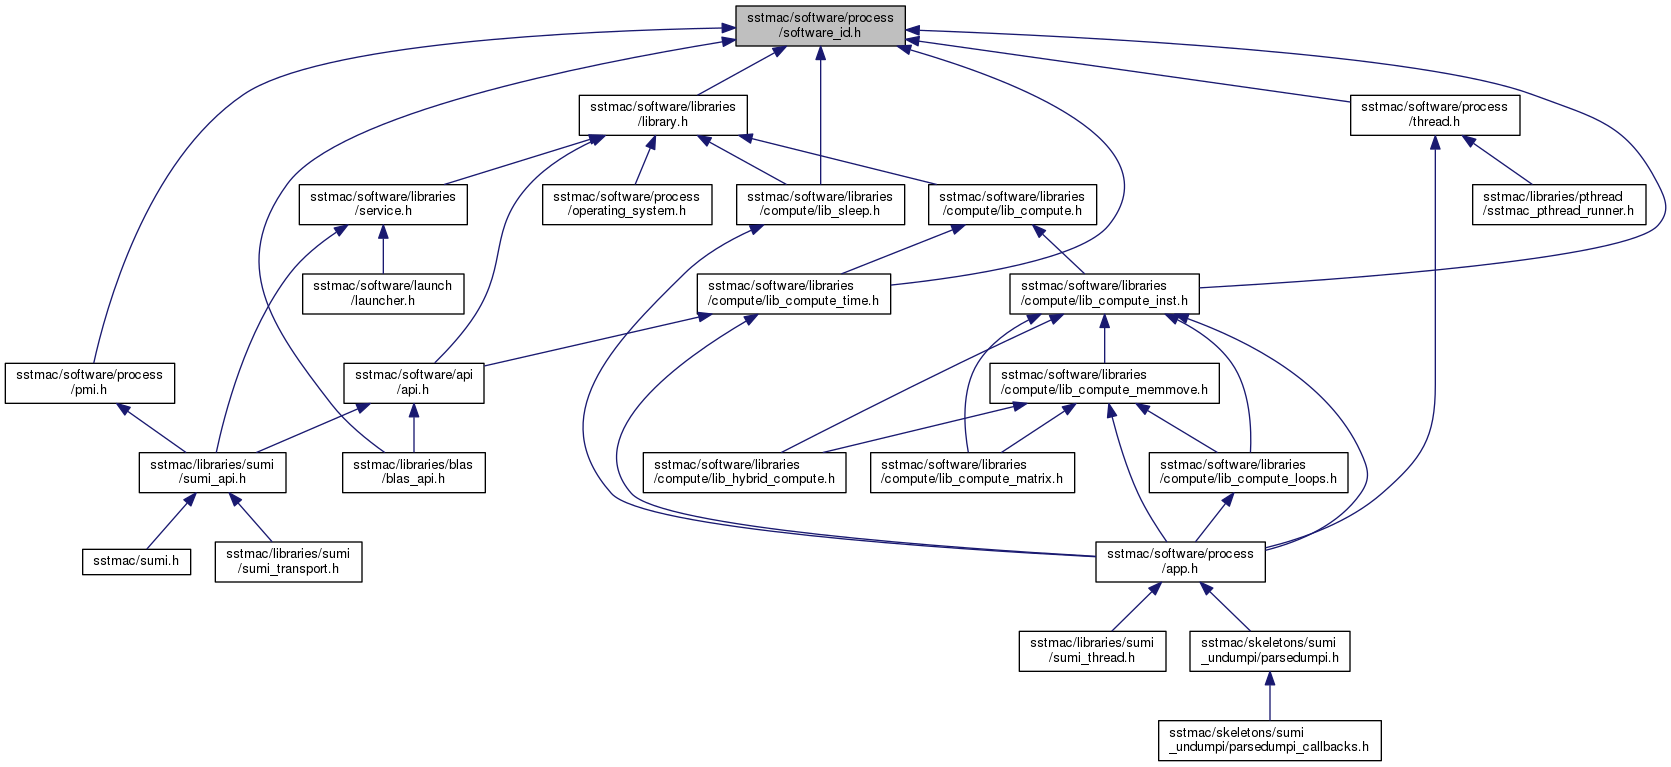 sstmac/software/process
/software_id.h
sstmac/software/libraries
/library.h
sstmac/software/process
/thread.h
sstmac/software/libraries
/service.h
sstmac/software/process
/operating_system.h
sstmac/software/libraries
/compute/lib_sleep.h
sstmac/software/libraries
/compute/lib_compute.h
sstmac/libraries/pthread
/sstmac_pthread_runner.h
sstmac/software/launch
/launcher.h
sstmac/software/libraries
/compute/lib_compute_time.h
sstmac/software/libraries
/compute/lib_compute_inst.h
sstmac/software/process
/pmi.h
sstmac/software/api
/api.h
sstmac/software/libraries
/compute/lib_compute_memmove.h
sstmac/libraries/sumi
/sumi_api.h
sstmac/libraries/blas
/blas_api.h
sstmac/software/libraries
/compute/lib_hybrid_compute.h
sstmac/software/libraries
/compute/lib_compute_matrix.h
sstmac/software/libraries
/compute/lib_compute_loops.h
sstmac/sumi.h
sstmac/libraries/sumi
/sumi_transport.h
sstmac/software/process
/app.h
sstmac/libraries/sumi
/sumi_thread.h
sstmac/skeletons/sumi
_undumpi/parsedumpi.h
sstmac/skeletons/sumi
_undumpi/parsedumpi_callbacks.h